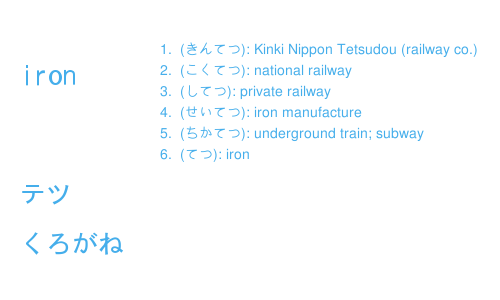 iron
1. (きんてつ): Kinki Nippon Tetsudou (railway co.)
2. (こくてつ): national railway
3. (してつ): private railway
4. (せいてつ): iron manufacture
5. (ちかてつ): underground train; subway
6. (てつ): iron
テツ
くろがね